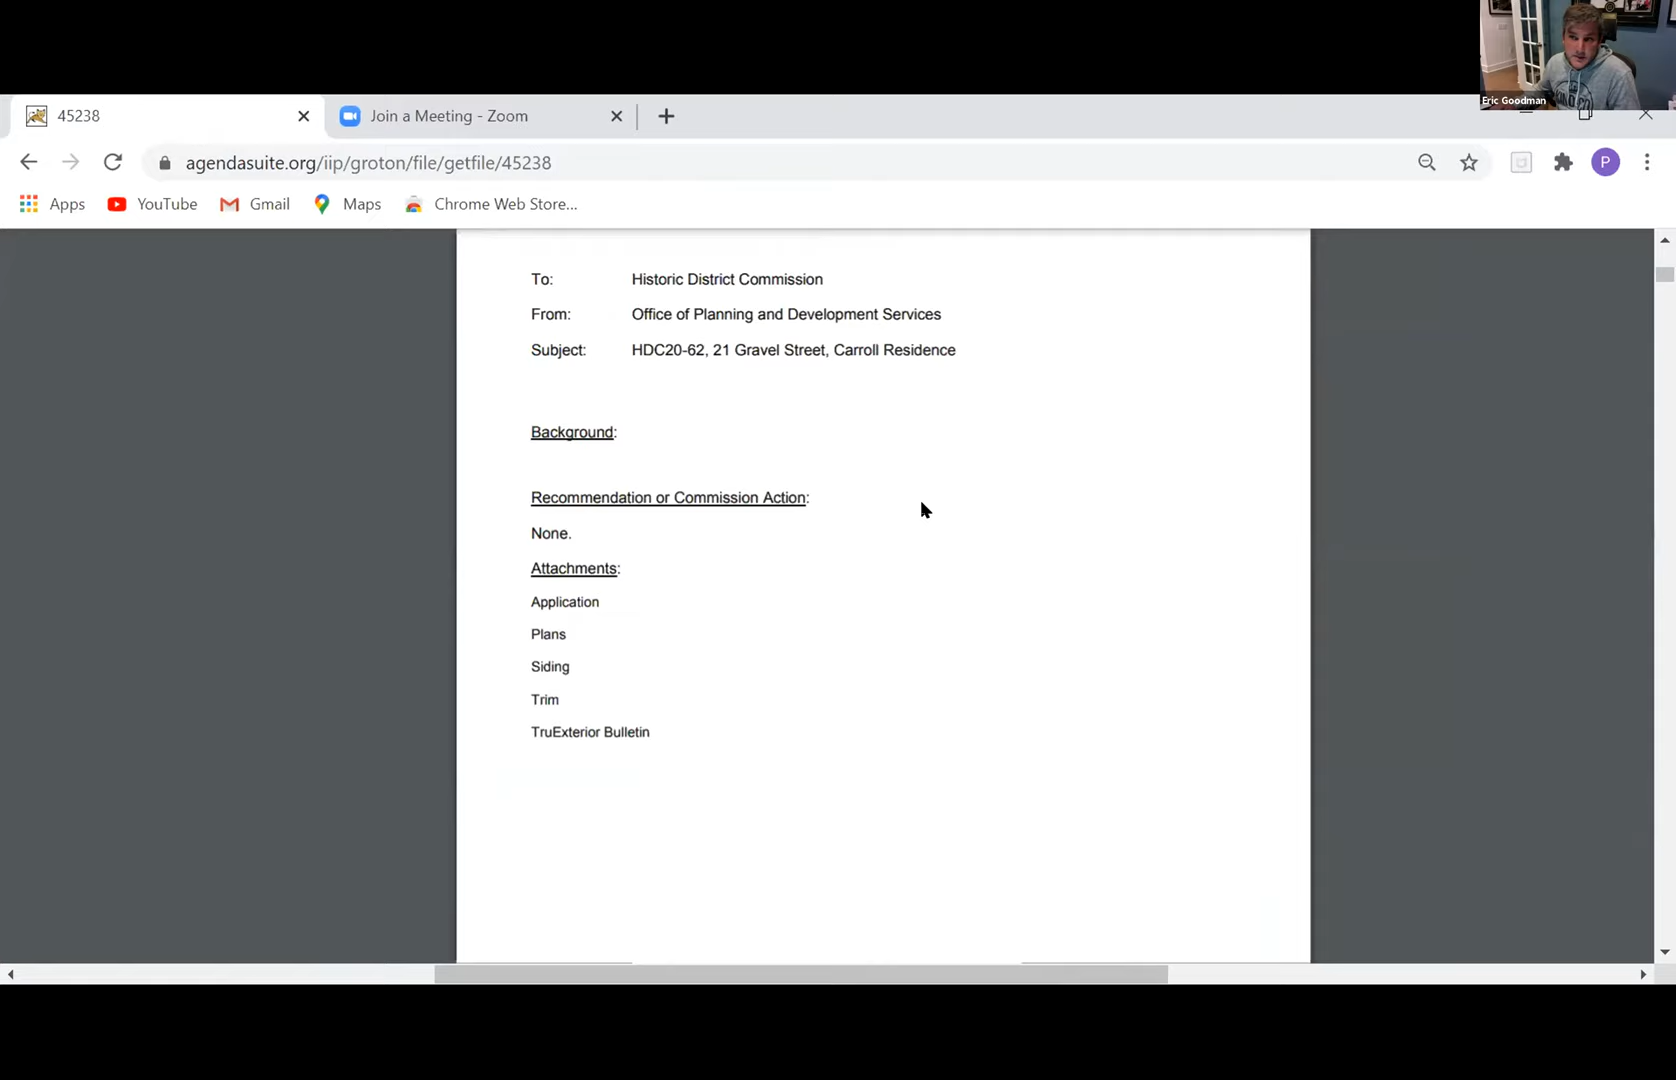 Eric Goodman
45238
Join a Meeting - Zoom
agendasuite.org/iip/groton/file/getfile/45238
P
Apps
YouTube
Gmail
Maps
Chrome Web Store...
To: Historic District Commission
From: Office of Planning and Development Services
Subject: HDC20-62, 21 Gravel Street, Carroll Residence
Background:
Recommendation or Commission Action:
None.
Attachments:
Application
Plans
Siding
Trim
TruExterior Bulletin